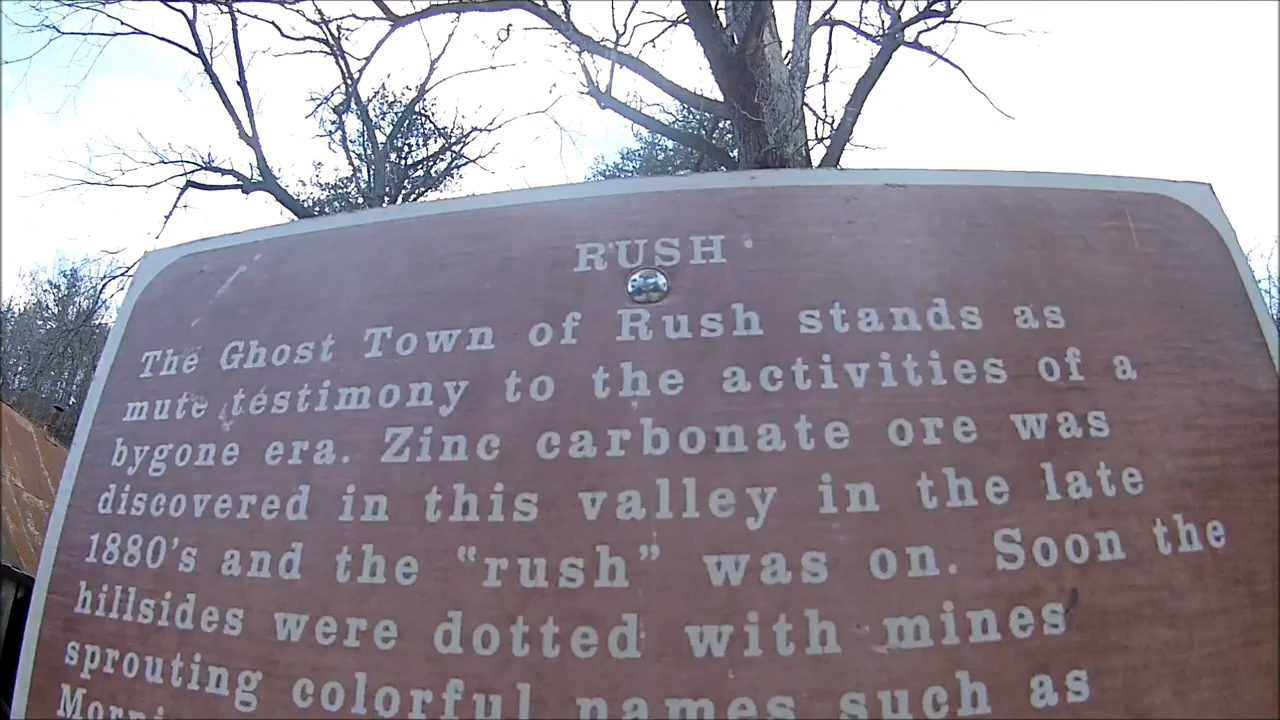 RUSH
The Ghost Town of Rush stands as
mute testimony to the activities of a
bygone era. Zinc carbonate ore was
discovered in this valley in the late
1880's and the "rush" was on. Soon the
hillsides were dotted with mines
sprouting colorful names such as